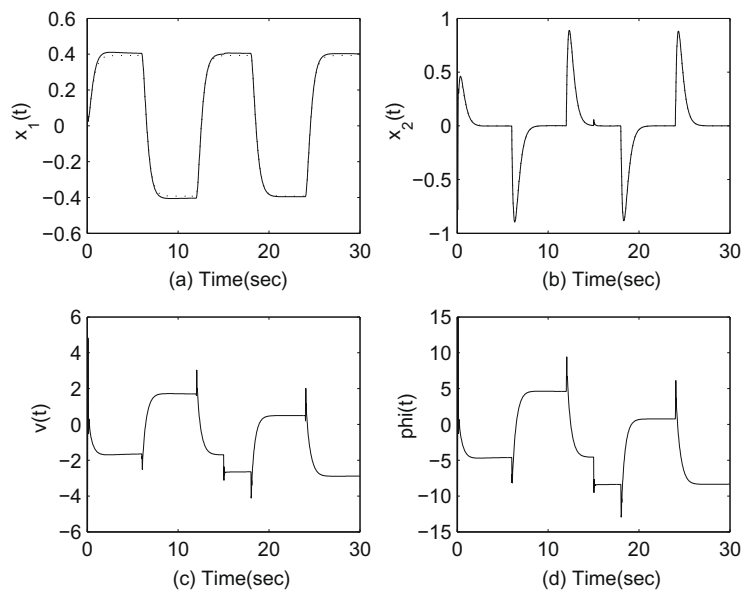 0.6
0.4
0.2
0
−0.2
−0.4
−0.6
x_1(t)
0 10 20 30
(a) Time(sec)
1
0.5
0
−0.5
−1
x_2(t)
0 10 20 30
(b) Time(sec)
6
4
2
0
−2
−4
−6
v(t)
0 10 20 30
(c) Time(sec)
15
10
5
0
−5
−10
15
phi(t)
0 10 20 30
(d) Time(sec)